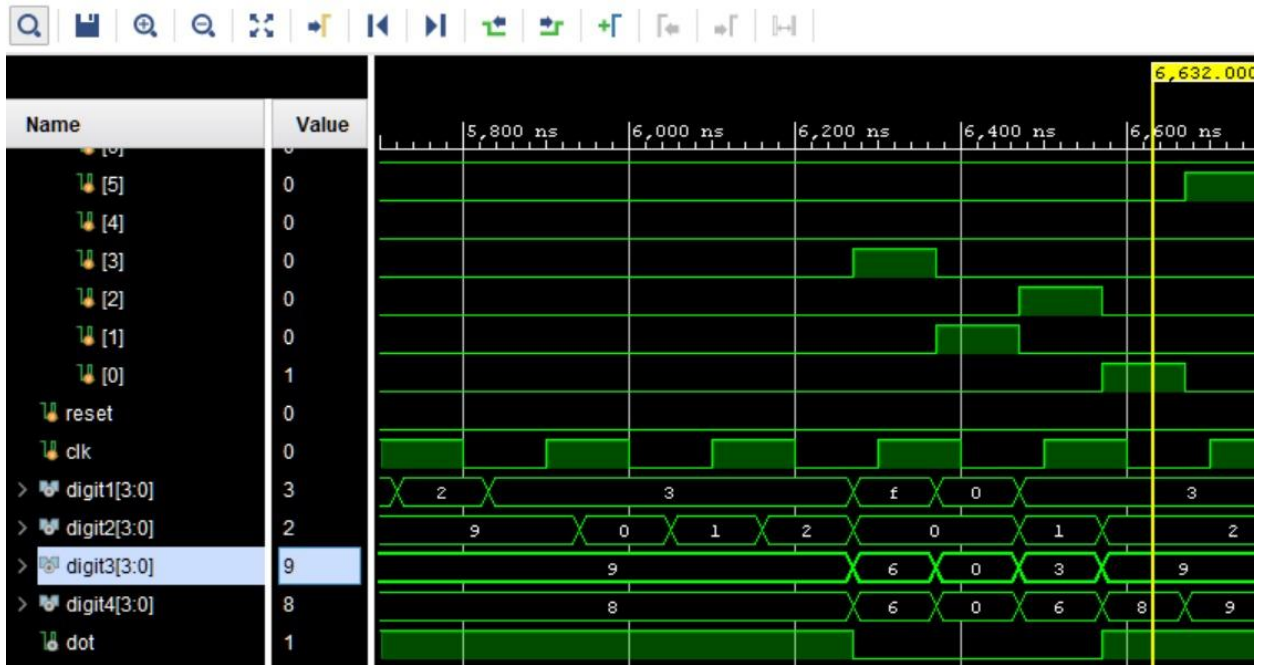 6,632.000
Name Value
5,800 ns 6,000 ns 6,200 ns 6,400 ns 6,600 ns
[5] 0
[4] 0
[3] 0
[2] 0
[1] 0
[0] 1
reset 0
clk 0
digit1[3:0] 3 2 3 f 0 3
digit2[3:0] 2 9 0 1 2 0 1 2
digit3[3:0] 9 9 6 0 3 9
digit4[3:0] 8 8 6 0 6 8 9
dot 1